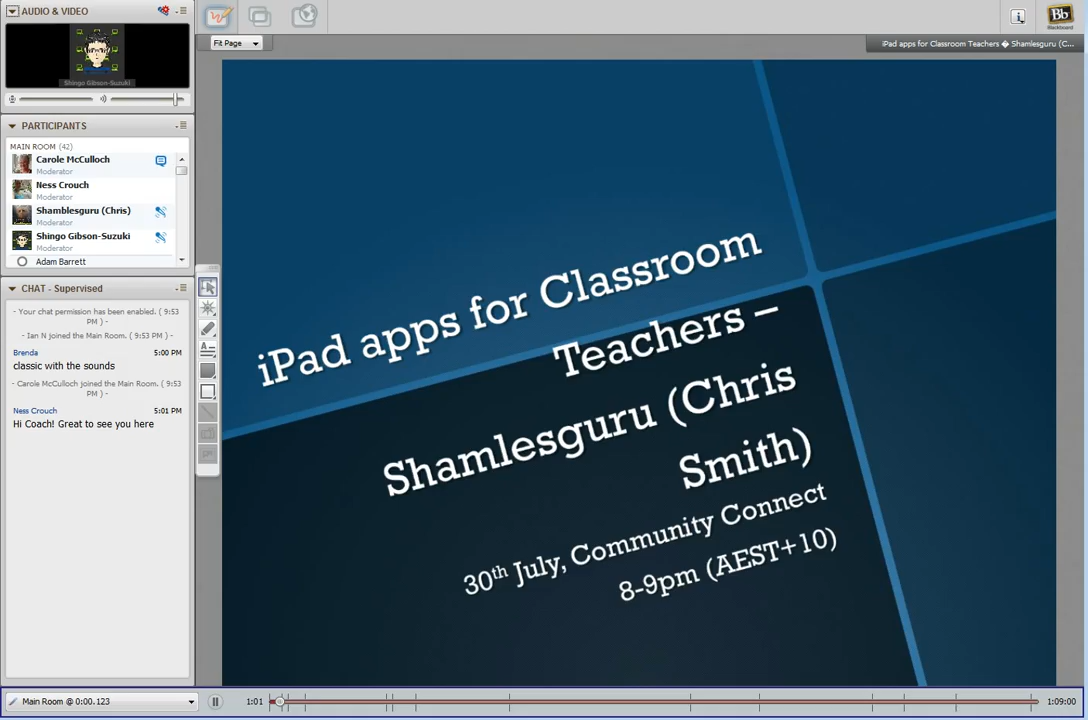 AUDIO & VIDEO
Shingo Gibson-Suzuki
PARTICIPANTS
MAIN ROOM (42)
Carole McCulloch
Moderator
Ness Crouch
Moderator
Shamblesguru (Chris)
Moderator
Shingo Gibson-Suzuki
Moderator
Adam Barrett
CHAT - Supervised
- Your chat permission has been enabled. ( 9:53
PM ) -
- Ian N joined the Main Room. ( 9:53 PM ) -
Brenda 5:00 PM
classic with the sounds
- Carole McCulloch joined the Main Room. ( 9:53
PM ) -
Ness Crouch 5:01 PM
Hi Coach! Great to see you here
Fit Page
iPad apps for Classroom Teachers � Shamlesguru (C...
Bb
Blackboard
iPad apps for Classroom
Teachers –
Shamlesguru (Chris
Smith)
30th July, Community Connect
8-9pm (AEST+10)
Main Room @ 0:00.123
1:01
1:09:00